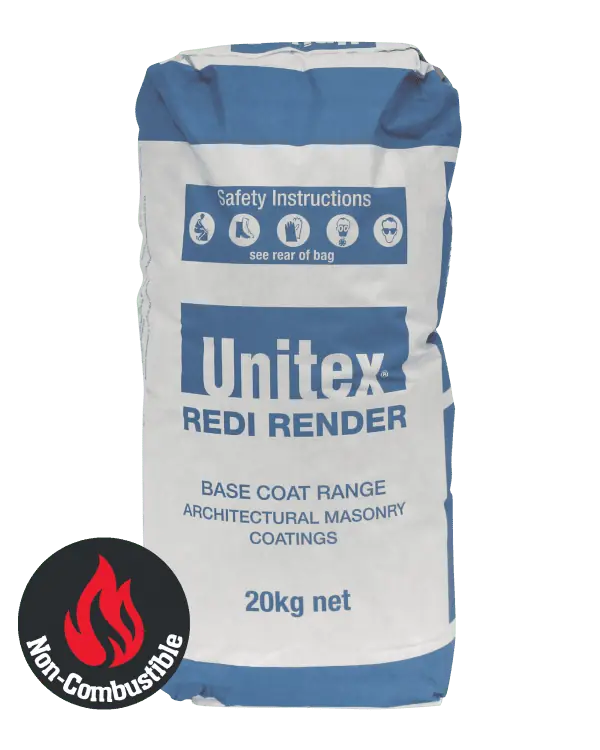 Safety Instructions
see rear of bag
Unitex®
REDI RENDER
BASE COAT RANGE
ARCHITECTURAL MASONRY
COATINGS
20kg net
Non-Combustible